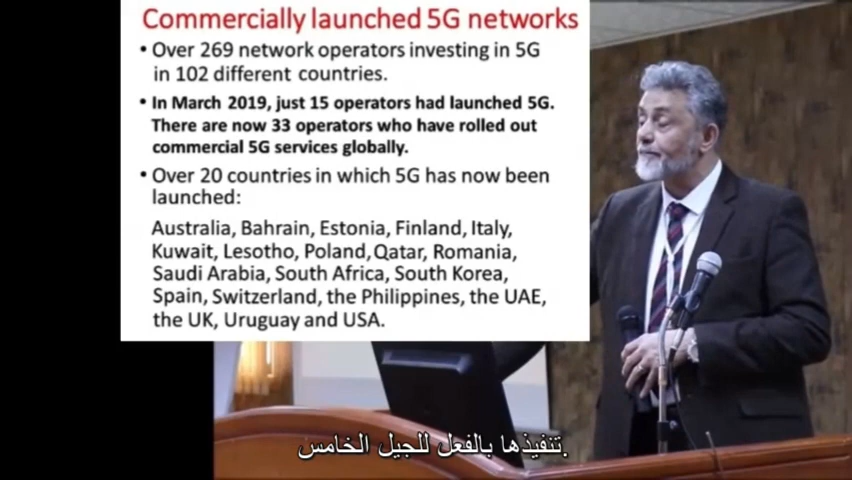 Commercially launched 5G networks
• Over 269 network operators investing in 5G
in 102 different countries.
• In March 2019, just 15 operators had launched 5G.
There are now 33 operators who have rolled out
commercial 5G services globally.
• Over 20 countries in which 5G has now been
launched:
Australia, Bahrain, Estonia, Finland, Italy,
Kuwait, Lesotho, Poland,Qatar, Romania,
Saudi Arabia, South Africa, South Korea,
Spain, Switzerland, the Philippines, the UAE,
the UK, Uruguay and USA.
تنفيذها بالفعل للجيل الخامس.